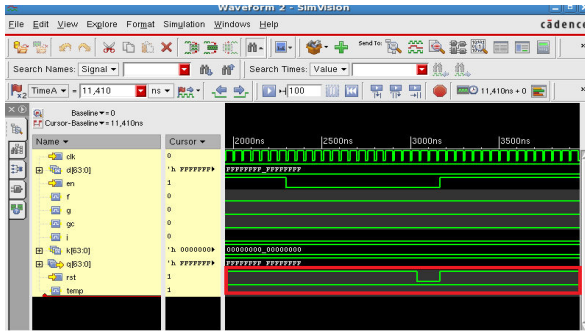 Waveform 2 - SimVision
File Edit View Explore Format Simulation Windows Help cādence
Send To:
Search Names: Signal Search Times: Value
TimeA = 11,410 ns 100 11,410ns + 0
Baseline = 0
Cursor-Baseline = 11,410ns
Name Cursor 2000ns 2500ns 3000ns 3500ns
clk 0
d[63:0] 'h FFFFFFF FFFFFFFF_FFFFFFFF
en 1
f 0
g 0
gc 0
i 0
k[63:0] 'h 0000000 00000000_00000000
q[63:0] 'h FFFFFFF FFFFFFFF_FFFFFFFF
rst 1
temp 1